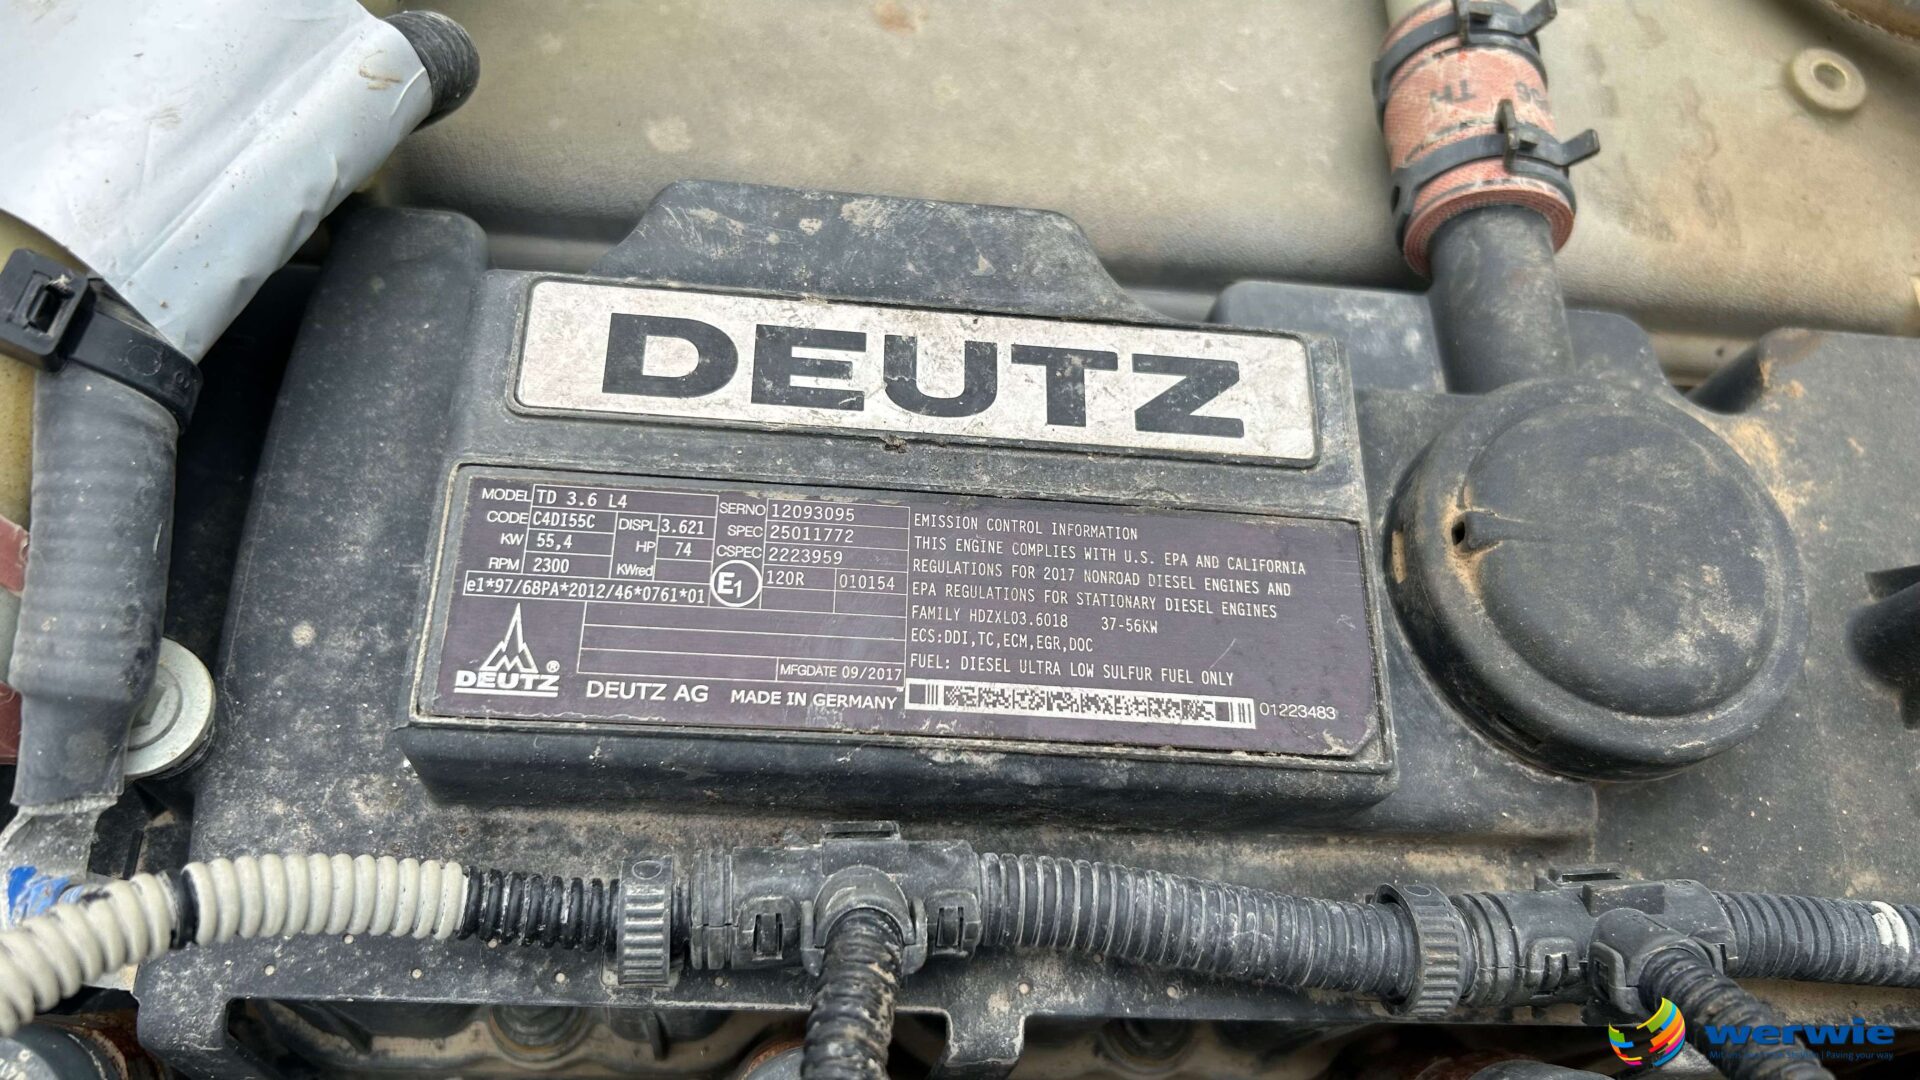 DEUTZ
MODEL TD 3.6 L4
CODE C4DI55C DISPL 3.621
KW 55,4 HP 74
RPM 2300 KWred
SERNO 12093095
SPEC 25011772
CSPEC 2223959
e1*97/68PA*2012/46*0761*01 E1 120R 010154
MFGDATE 09/2017
DEUTZ ®
DEUTZ AG MADE IN GERMANY
EMISSION CONTROL INFORMATION
THIS ENGINE COMPLIES WITH U.S. EPA AND CALIFORNIA
REGULATIONS FOR 2017 NONROAD DIESEL ENGINES AND
EPA REGULATIONS FOR STATIONARY DIESEL ENGINES
FAMILY HDZXL03.6018 37-56KW
ECS:DDI,TC,ECM,EGR,DOC
FUEL: DIESEL ULTRA LOW SULFUR FUEL ONLY
01223483
TH
werwie
| Paving your way